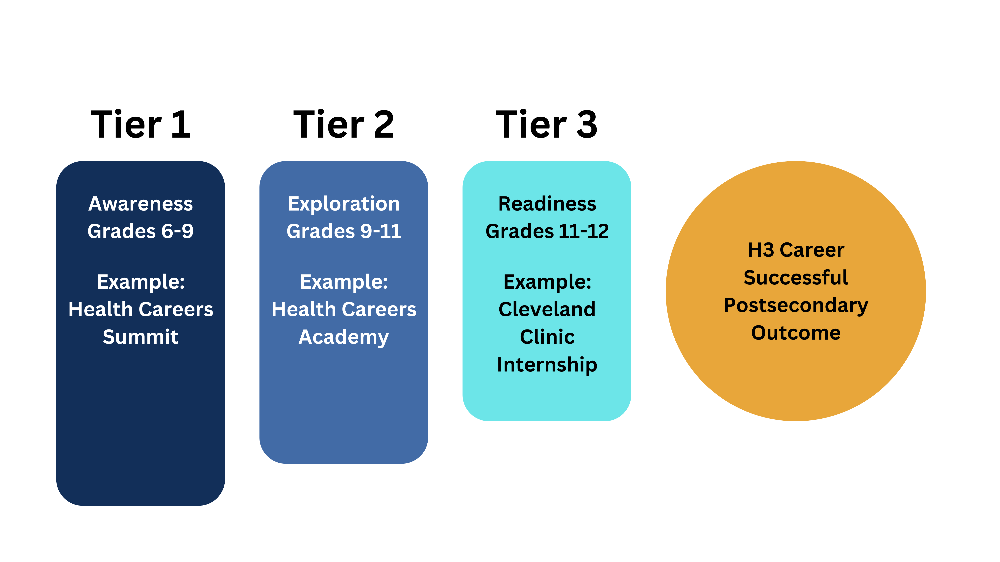 Tier 1
Awareness
Grades 6-9
Example:
Health Careers
Summit
Tier 2
Exploration
Grades 9-11
Example:
Health Careers
Academy
Tier 3
Readiness
Grades 11-12
Example:
Cleveland
Clinic
Internship
H3 Career
Successful
Postsecondary
Outcome